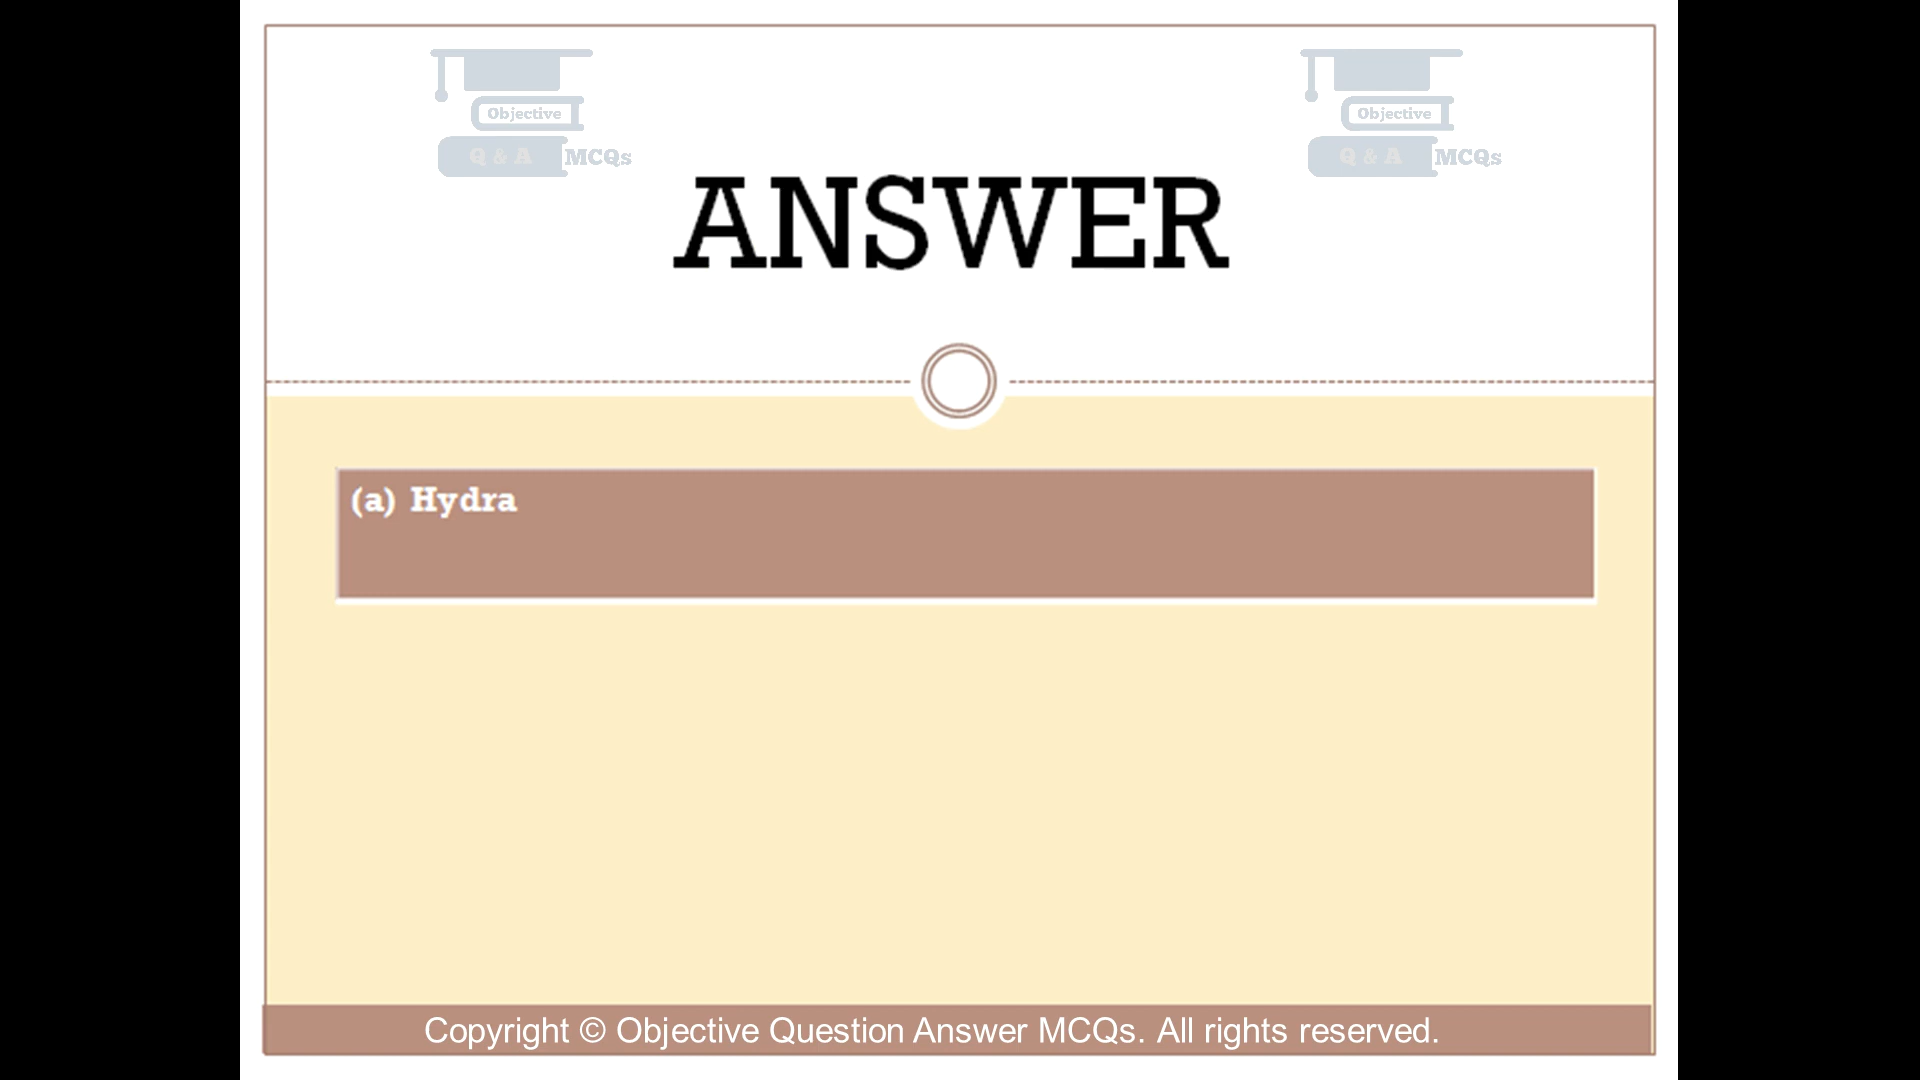 Objective
Q & A MCQs
Objective
Q & A MCQs
ANSWER
(a) Hydra
Copyright © Objective Question Answer MCQs. All rights reserved.